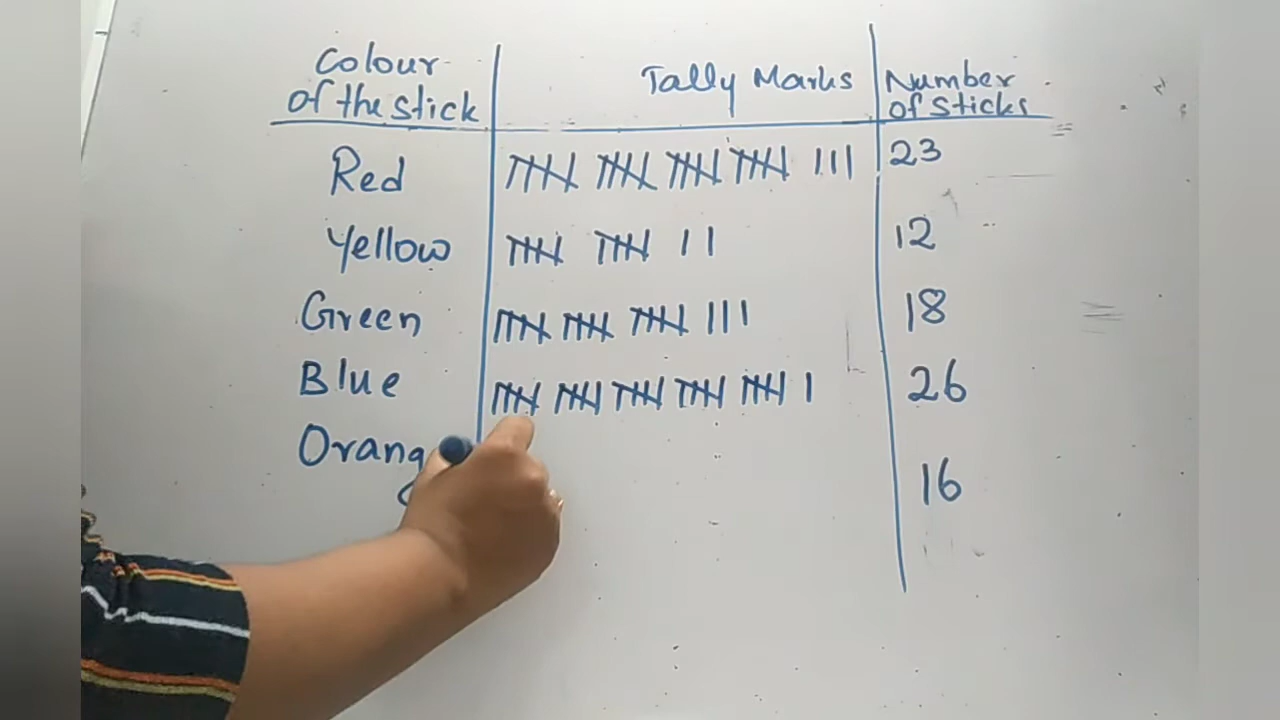 Colour
of the stick
Tally Marks
Number
of Sticks
Red 𝍸 𝍸 𝍸 𝍸 ||| 23
Yellow 𝍸 𝍸 || 12
Green 𝍸 𝍸 𝍸 ||| 18
Blue 𝍸 𝍸 𝍸 𝍸 𝍸 | 26
Orang 16